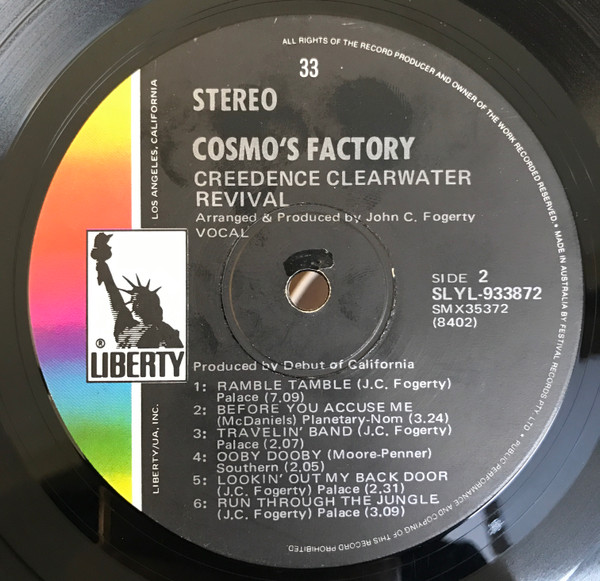 ALL RIGHTS OF THE RECORD PRODUCER AND OWNER OF THE WORK RECORDED RESERVED. • MADE IN AUSTRALIA BY FESTIVAL RECORDS PTY LTD • PUBLIC PERFORMANCE AND COPYING OF THIS RECORD PROHIBITED
33
STEREO
LOS ANGELES, CALIFORNIA
COSMO'S FACTORY
CREEDENCE CLEARWATER
REVIVAL
Arranged & Produced by John C. Fogerty
VOCAL
SIDE 2
SLYL-933872
SMX35372
(8402)
®
LIBERTY
LIBERTY/UA, INC.
Produced by Debut of California
1: RAMBLE TAMBLE (J.C. Fogerty)
Palace (7.09)
2: BEFORE YOU ACCUSE ME
(McDaniels) Planetary-Nom (3.24)
3: TRAVELIN' BAND (J.C. Fogerty)
Palace (2.07)
4: OOBY DOOBY (Moore-Penner)
Southern (2.05)
5: LOOKIN' OUT MY BACK DOOR
(J.C. Fogerty) Palace (2.31)
6: RUN THROUGH THE JUNGLE
(J.C. Fogerty) Palace (3.09)